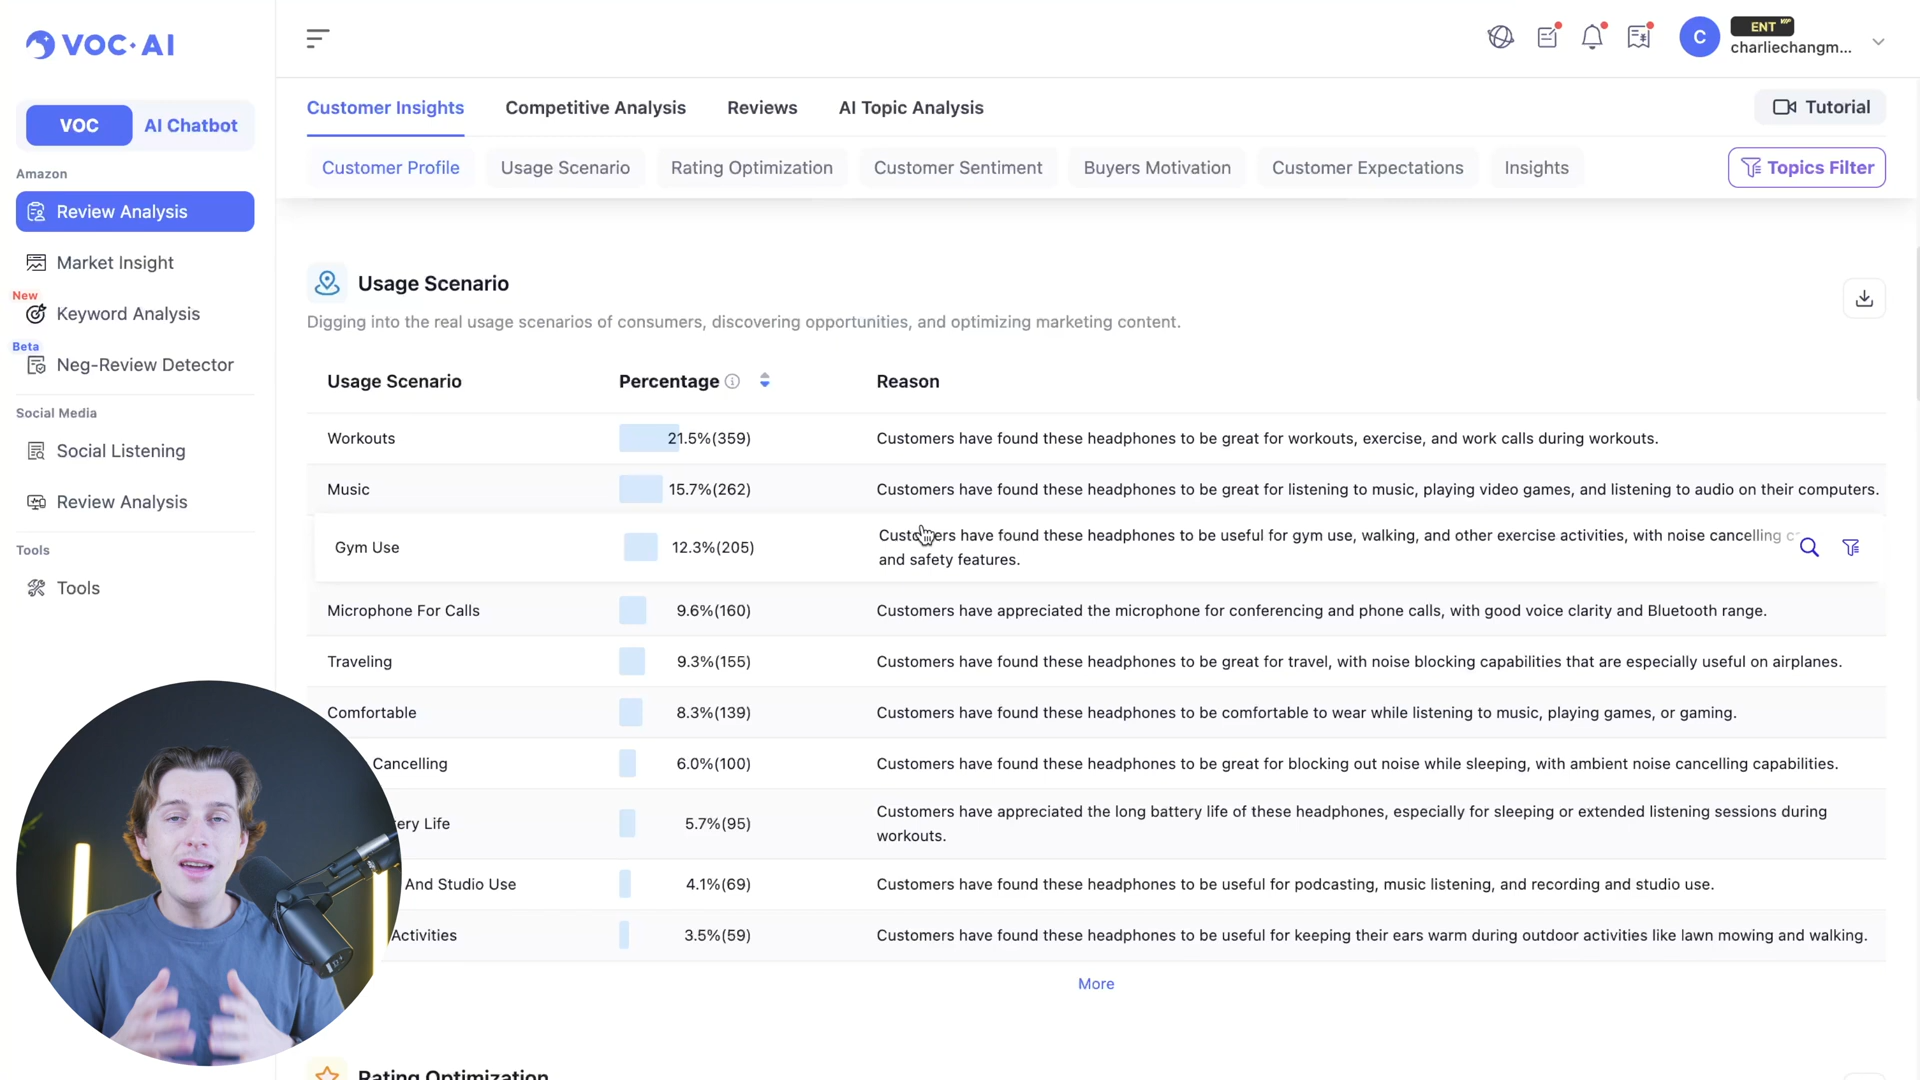 VOC·AI
ENT VIP
charliechangm...
C
VOC
AI Chatbot
Amazon
Review Analysis
Market Insight
New
Keyword Analysis
Beta
Neg-Review Detector
Social Media
Social Listening
Review Analysis
Tools
Tools
Customer Insights
Competitive Analysis
Reviews
AI Topic Analysis
Tutorial
Customer Profile
Usage Scenario
Rating Optimization
Customer Sentiment
Buyers Motivation
Customer Expectations
Insights
Topics Filter
Usage Scenario
Digging into the real usage scenarios of consumers, discovering opportunities, and optimizing marketing content.
Usage Scenario Percentage Reason
Workouts 21.5%(359) Customers have found these headphones to be great for workouts, exercise, and work calls during workouts.
Music 15.7%(262) Customers have found these headphones to be great for listening to music, playing video games, and listening to audio on their computers.
Gym Use 12.3%(205) Customers have found these headphones to be useful for gym use, walking, and other exercise activities, with noise cancelling
and safety features.
Microphone For Calls 9.6%(160) Customers have appreciated the microphone for conferencing and phone calls, with good voice clarity and Bluetooth range.
Traveling 9.3%(155) Customers have found these headphones to be great for travel, with noise blocking capabilities that are especially useful on airplanes.
Comfortable 8.3%(139) Customers have found these headphones to be comfortable to wear while listening to music, playing games, or gaming.
Cancelling 6.0%(100) Customers have found these headphones to be great for blocking out noise while sleeping, with ambient noise cancelling capabilities.
ery Life 5.7%(95) Customers have appreciated the long battery life of these headphones, especially for sleeping or extended listening sessions during
workouts.
And Studio Use 4.1%(69) Customers have found these headphones to be useful for podcasting, music listening, and recording and studio use.
Activities 3.5%(59) Customers have found these headphones to be useful for keeping their ears warm during outdoor activities like lawn mowing and walking.
More
Rating Optimization